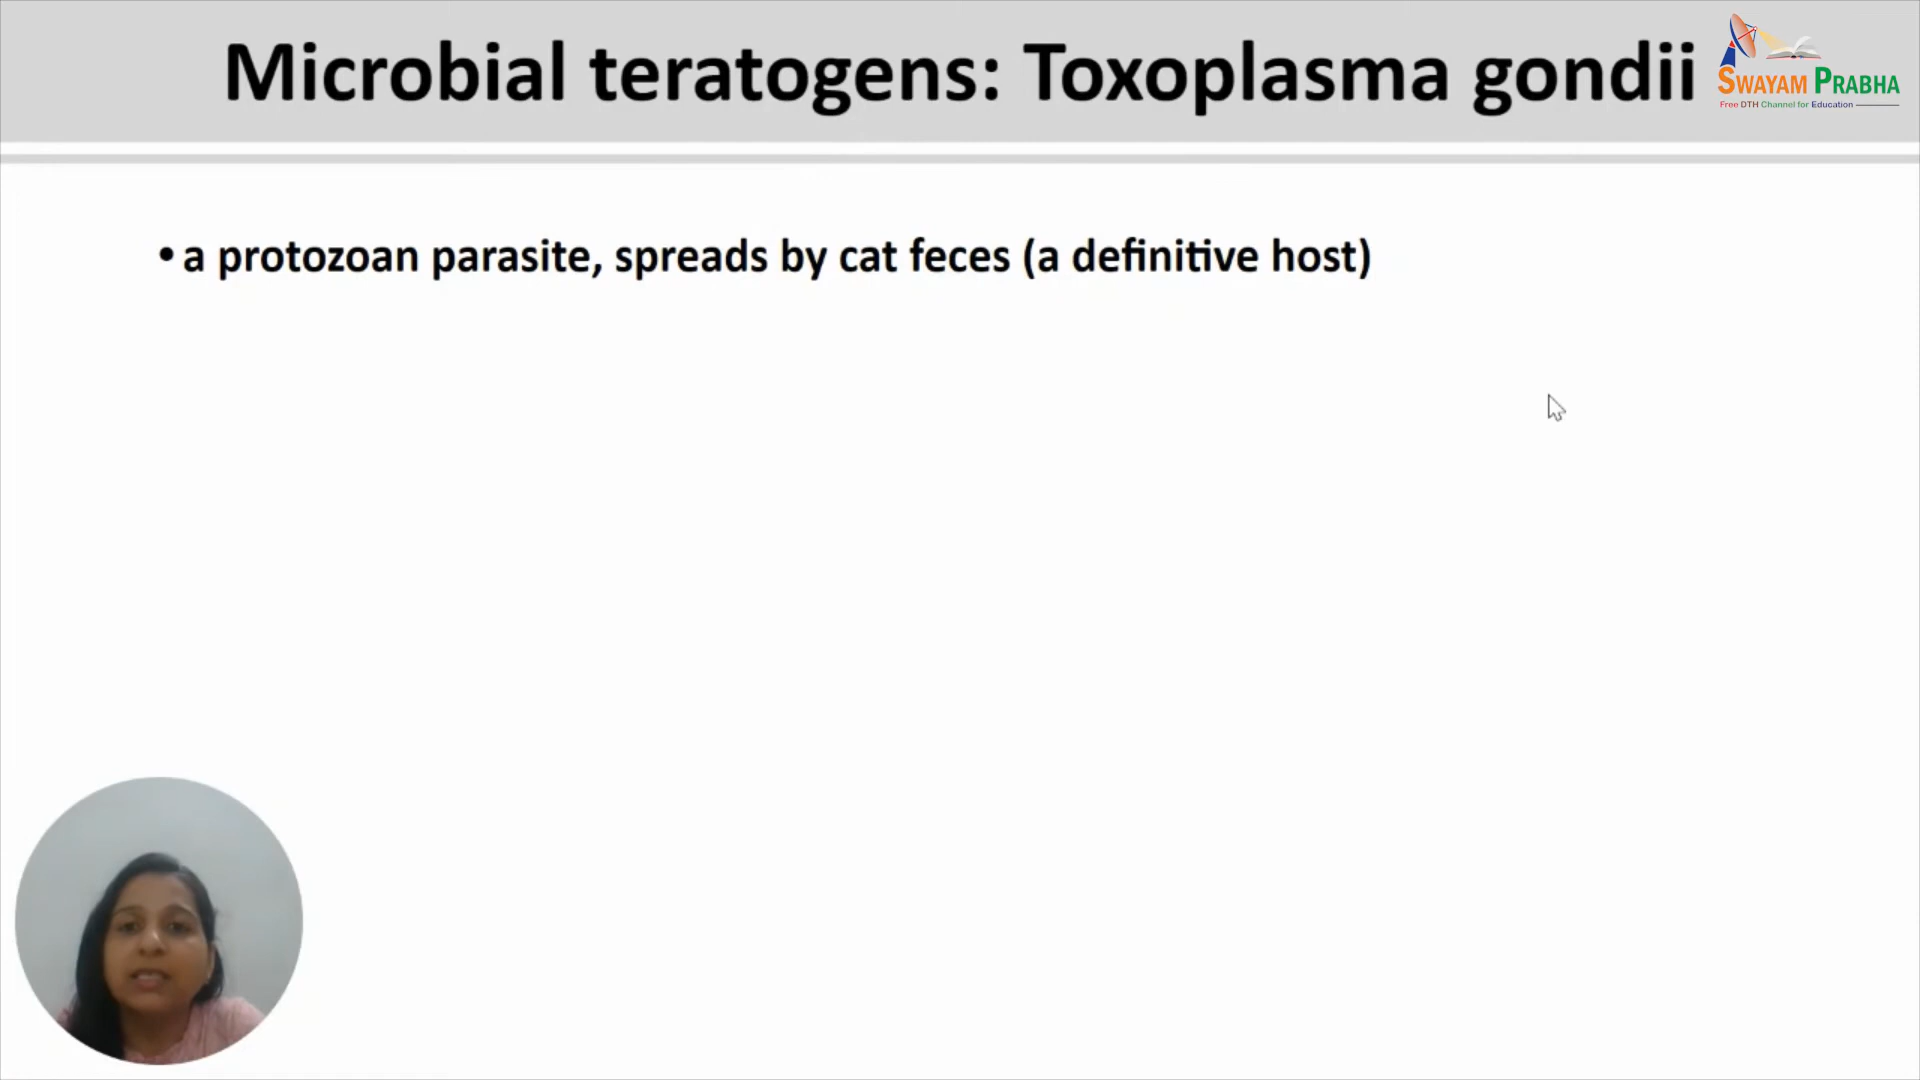 Microbial teratogens: Toxoplasma gondii
SWAYAM PRABHA
Free DTH Channel for Education
• a protozoan parasite, spreads by cat feces (a definitive host)